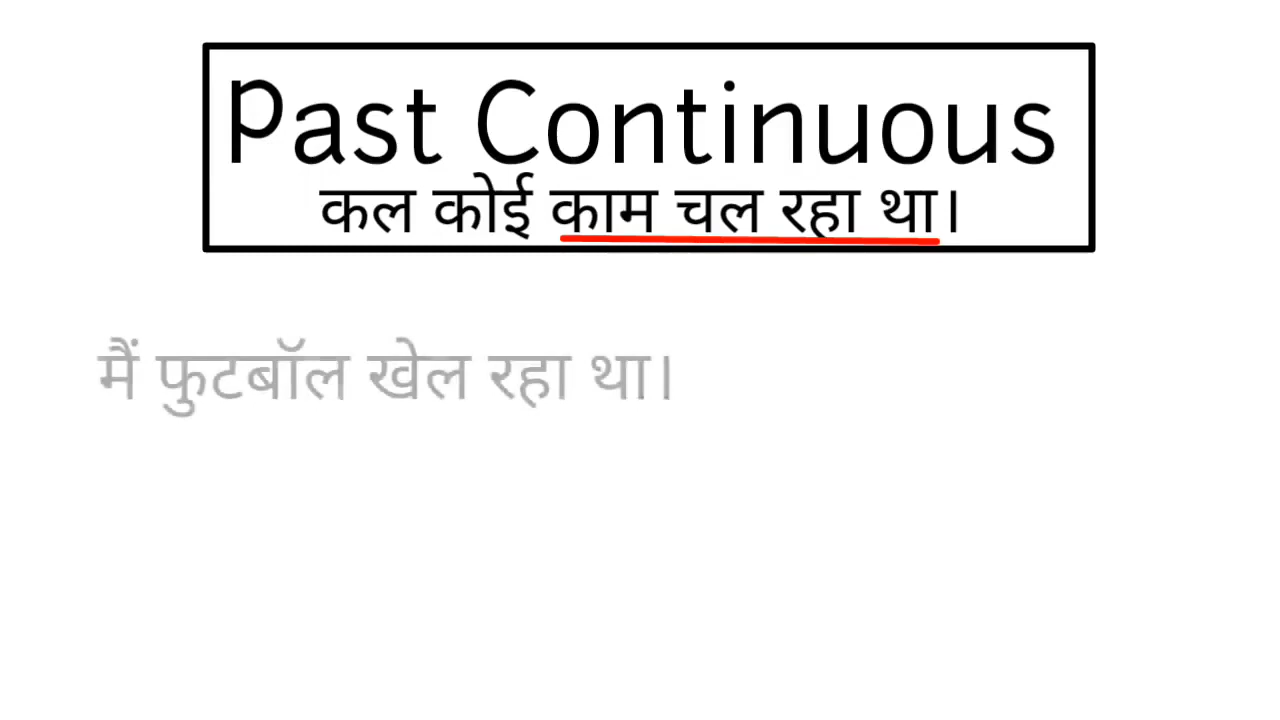 Past Continuous
कल कोई काम चल रहा था।
मैं फुटबॉल खेल रहा था।